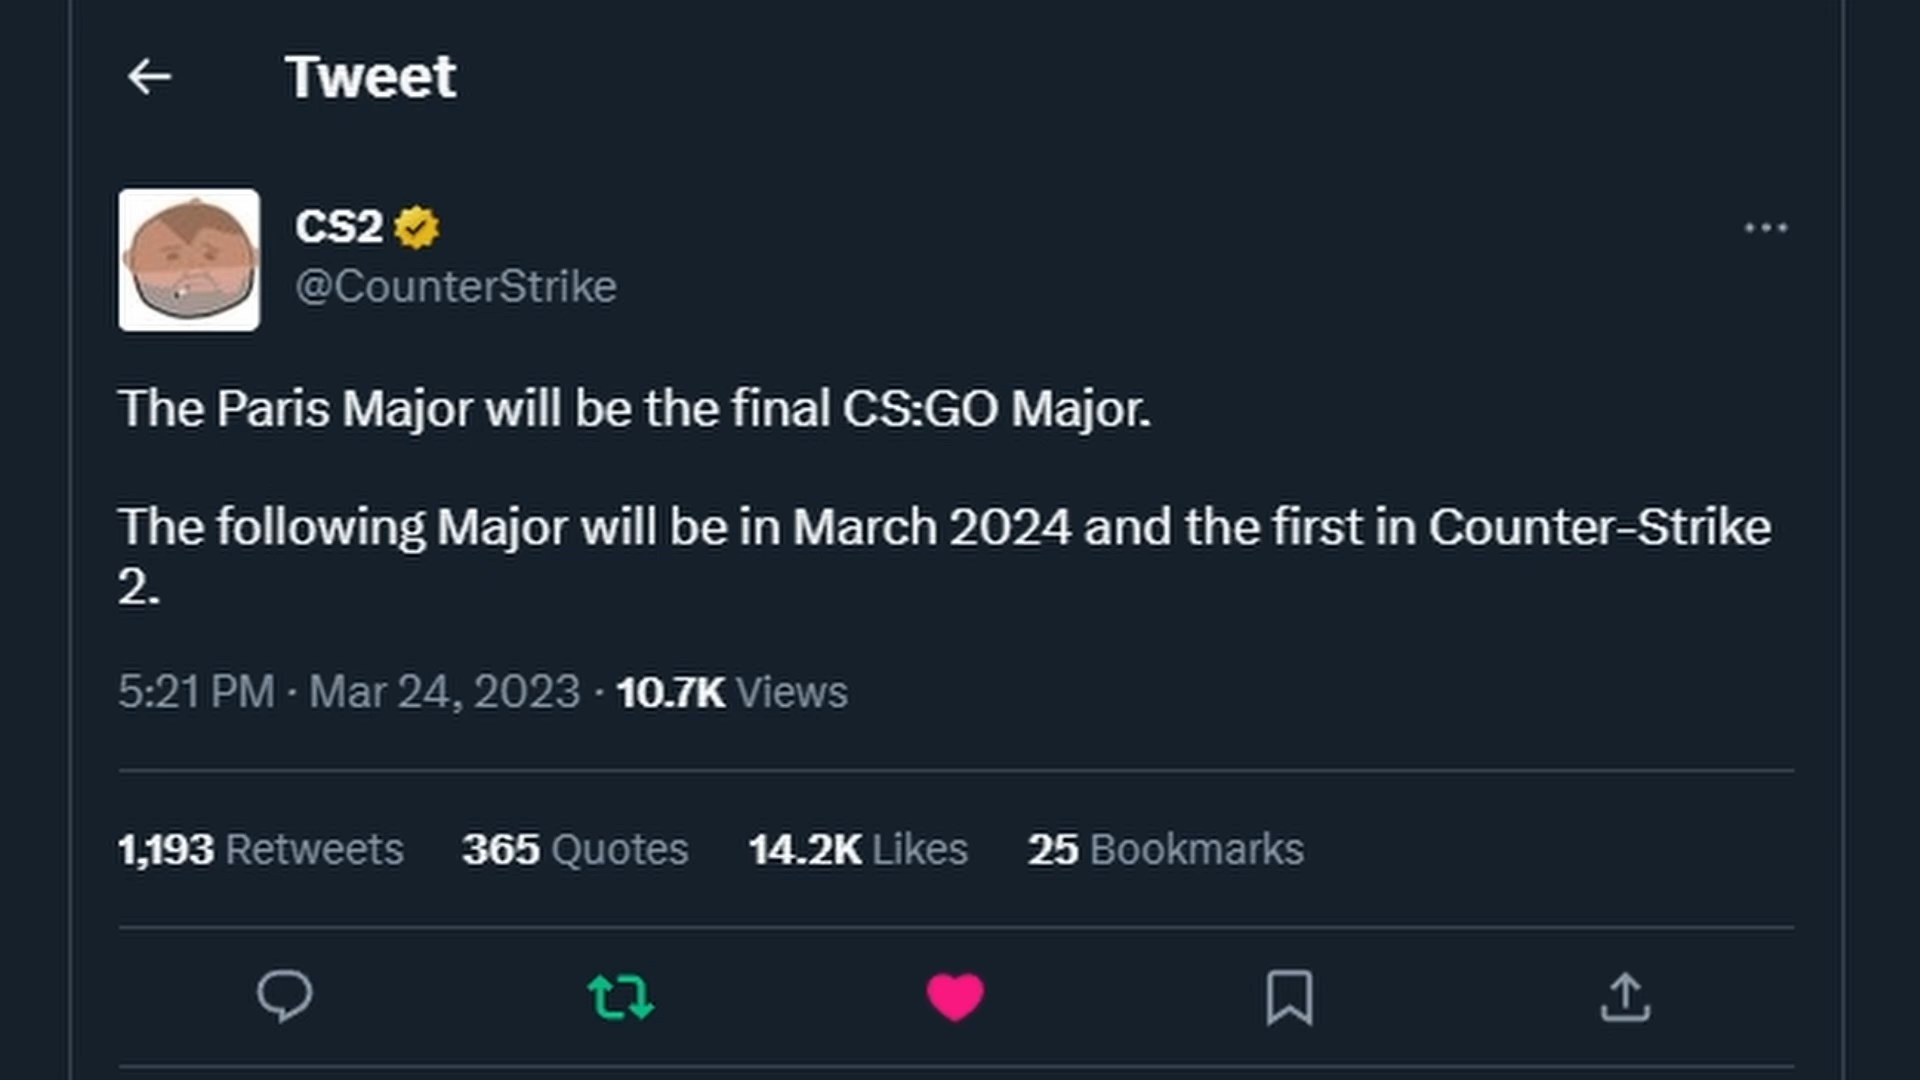 Tweet
CS2
@CounterStrike
The Paris Major will be the final CS:GO Major.
The following Major will be in March 2024 and the first in Counter-Strike
2.
5:21 PM · Mar 24, 2023 · 10.7K Views
1,193 Retweets 365 Quotes 14.2K Likes 25 Bookmarks